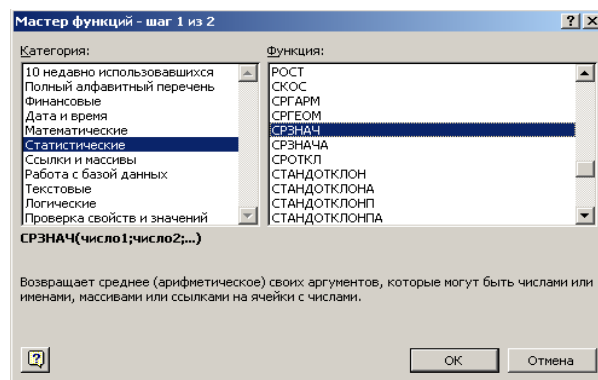 Мастер функций - шаг 1 из 2
Категория:
Функция:
10 недавно использовавшихся
Полный алфавитный перечень
Финансовые
Дата и время
Математические
Статистические
Ссылки и массивы
Работа с базой данных
Текстовые
Логические
Проверка свойств и значений
РОСТ
СКОС
СРГАРМ
СРГЕОМ
СРЗНАЧ
СРЗНАЧА
СРОТКЛ
СТАНДОТКЛОН
СТАНДОТКЛОНА
СТАНДОТКЛОНП
СТАНДОТКЛОНПА
СРЗНАЧ(число1;число2;...)
Возвращает среднее (арифметическое) своих аргументов, которые могут быть числами или
именами, массивами или ссылками на ячейки с числами.
ОК
Отмена